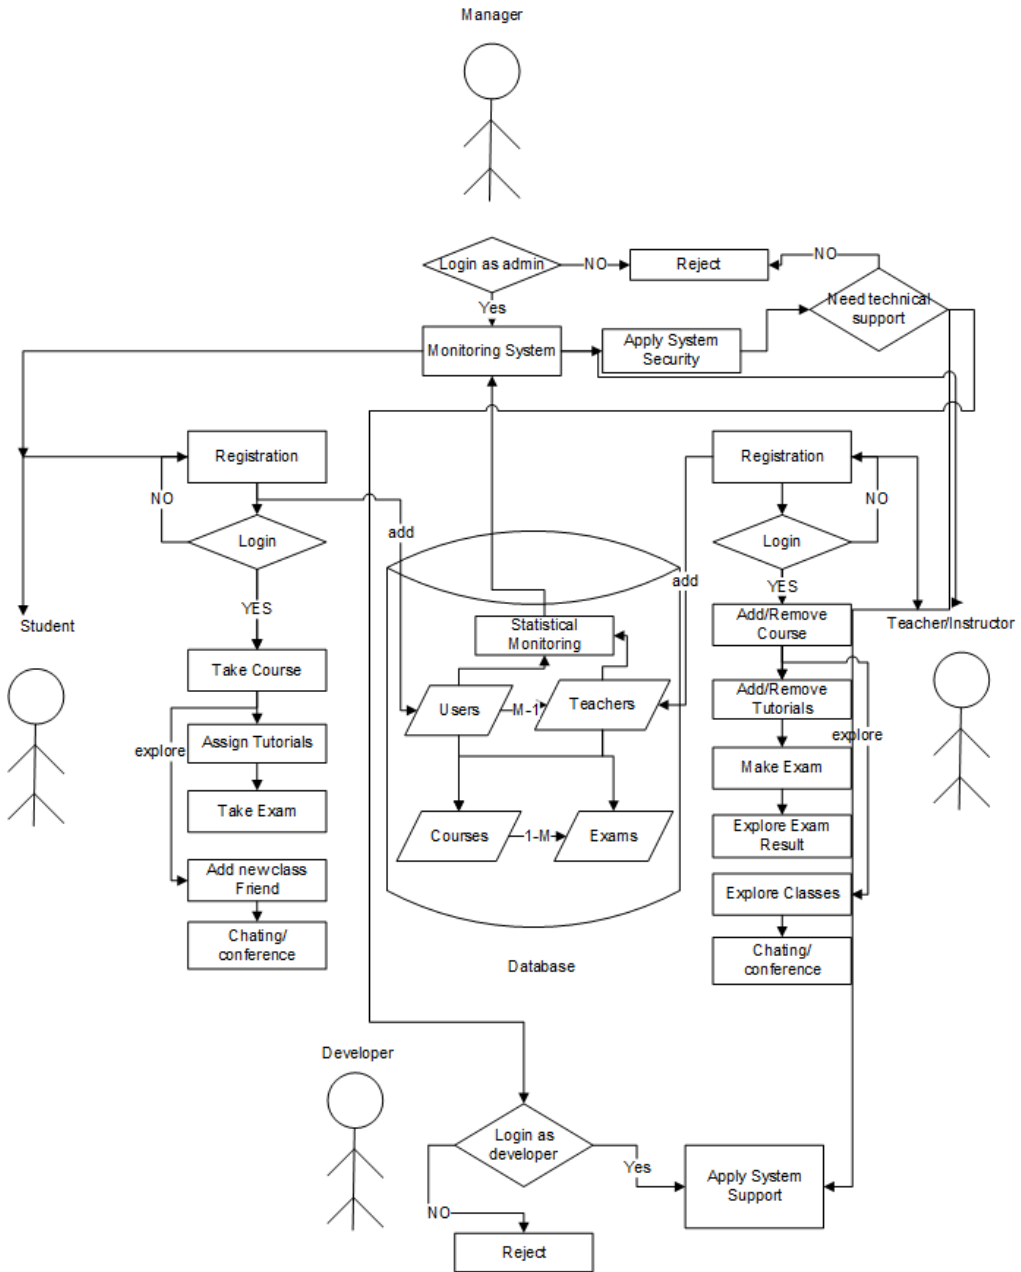 Manager
Login as admin
NO
Reject
NO
Need technical
support
Yes
Monitoring System
Apply System
Security
Registration
NO
Login
YES
add
Registration
NO
Login
YES
add
Student
Take Course
explore
Assign Tutorials
Take Exam
Add new class
Friend
Chating/
conference
Statistical
Monitoring
Users
M-1
Teachers
Courses
1-M
Exams
Database
Teacher/Instructor
Add/Remove
Course
Add/Remove
Tutorials
explore
Make Exam
Explore Exam
Result
Explore Classes
Chating/
conference
Developer
Login as
developer
Yes
Apply System
Support
NO
Reject